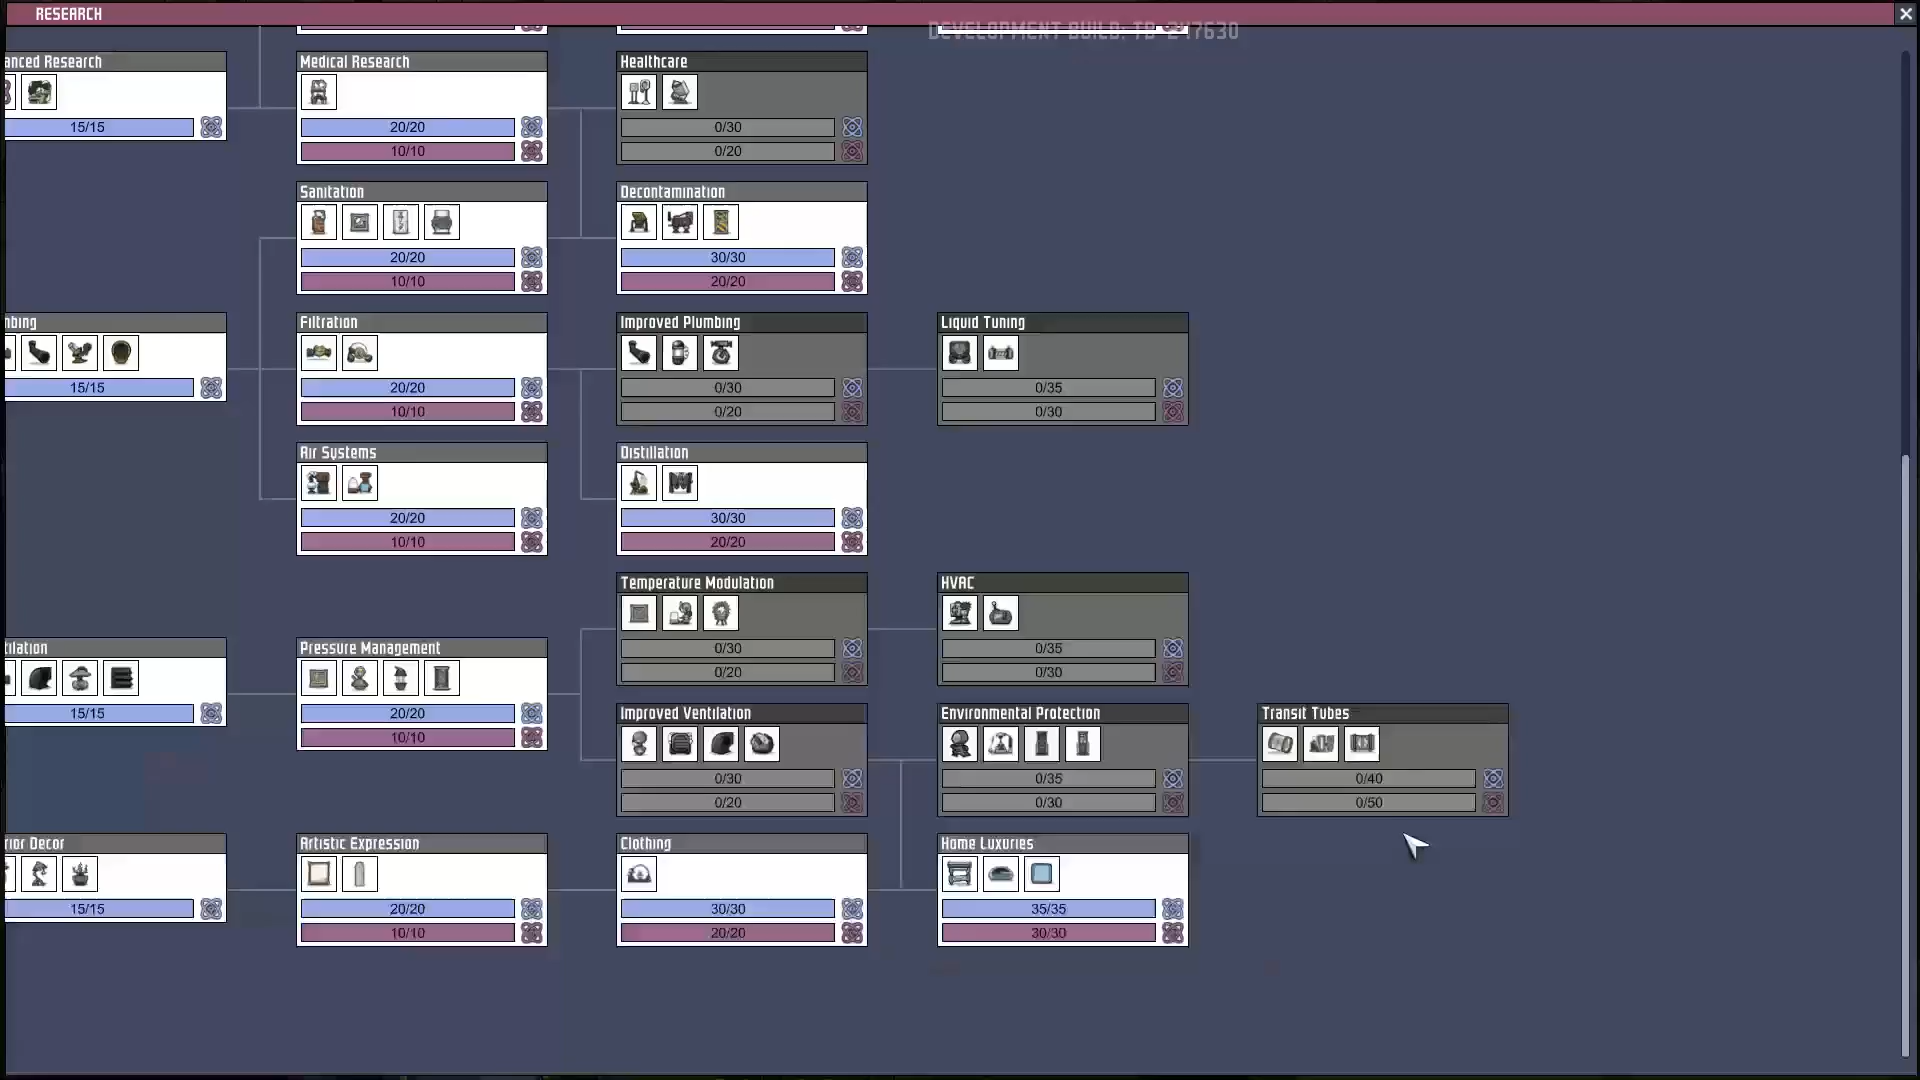 RESEARCH
DEVELOPMENT BUILD: TB-247630
anced Research
15/15
Medical Research
20/20
10/10
Healthcare
0/30
0/20
Sanitation
20/20
10/10
Decontamination
30/30
20/20
nbing
15/15
Filtration
20/20
10/10
Improved Plumbing
0/30
0/20
Liquid Tuning
0/35
0/30
Air Systems
20/20
10/10
Distillation
30/30
20/20
Temperature Modulation
0/30
0/20
HVAC
0/35
0/30
tilation
15/15
Pressure Management
20/20
10/10
Improved Ventilation
0/30
0/20
Environmental Protection
0/35
0/30
Transit Tubes
0/40
0/50
rior Decor
15/15
Artistic Expression
20/20
10/10
Clothing
30/30
20/20
Home Luxuries
35/35
30/30